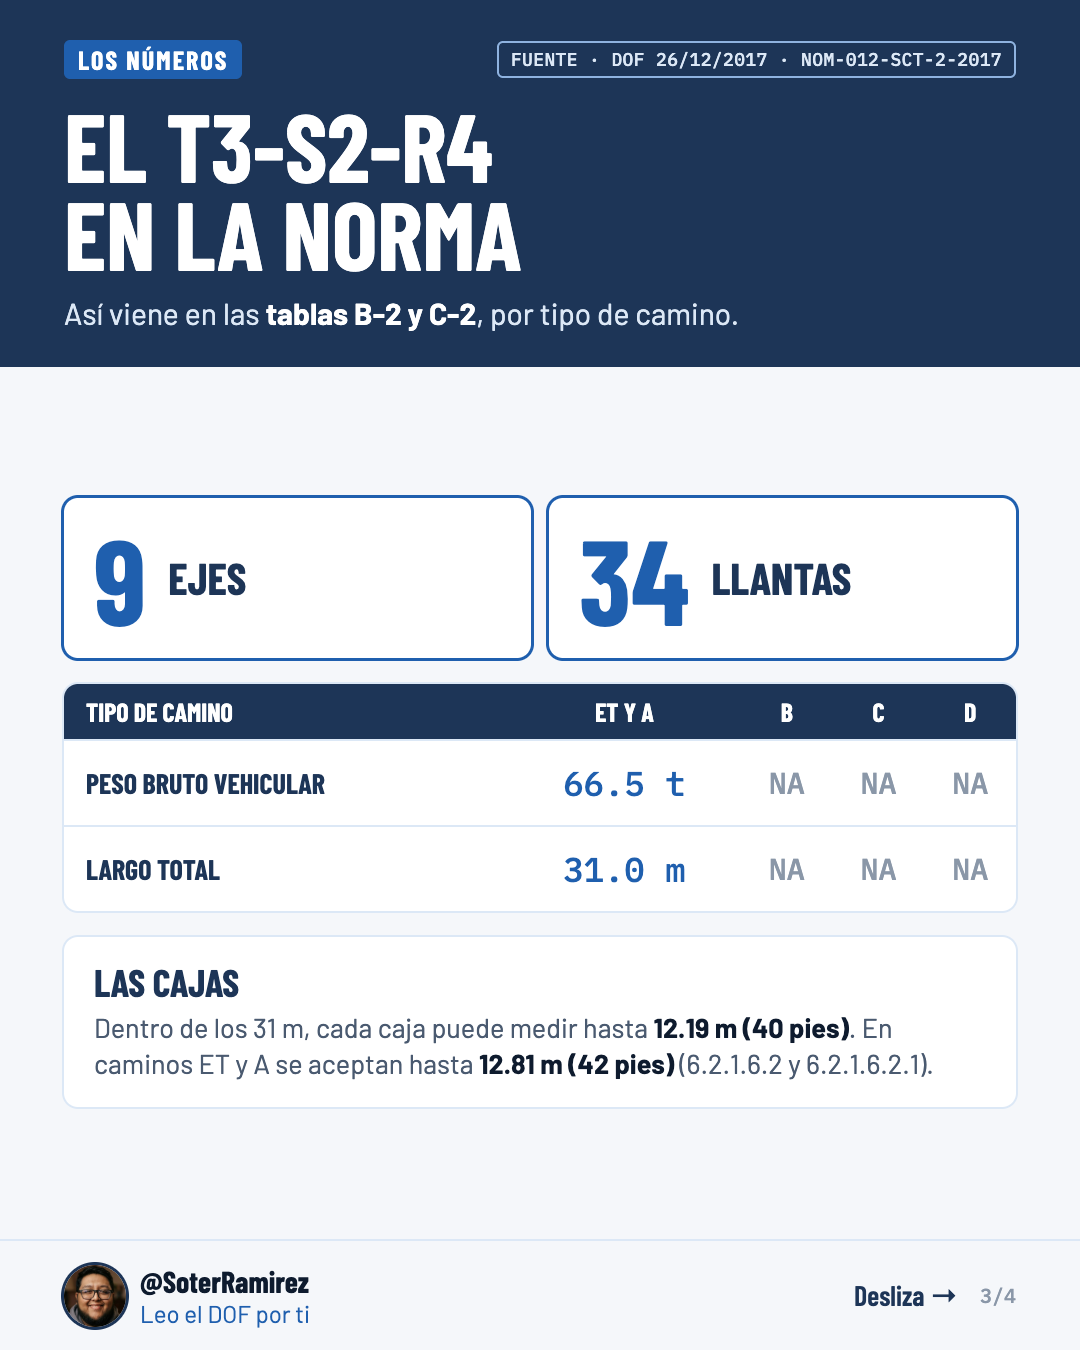 LOS NÚMEROS
FUENTE · DOF 26/12/2017 · NOM-012-SCT-2-2017
EL T3-S2-R4
EN LA NORMA
Así viene en las tablas B-2 y C-2, por tipo de camino.
9 EJES
34 LLANTAS
TIPO DE CAMINO ET Y A B C D
PESO BRUTO VEHICULAR 66.5 t NA NA NA
LARGO TOTAL 31.0 m NA NA NA
LAS CAJAS
Dentro de los 31 m, cada caja puede medir hasta 12.19 m (40 pies). En
caminos ET y A se aceptan hasta 12.81 m (42 pies) (6.2.1.6.2 y 6.2.1.6.2.1).
@SoterRamirez
Leo el DOF por ti
Desliza → 3/4